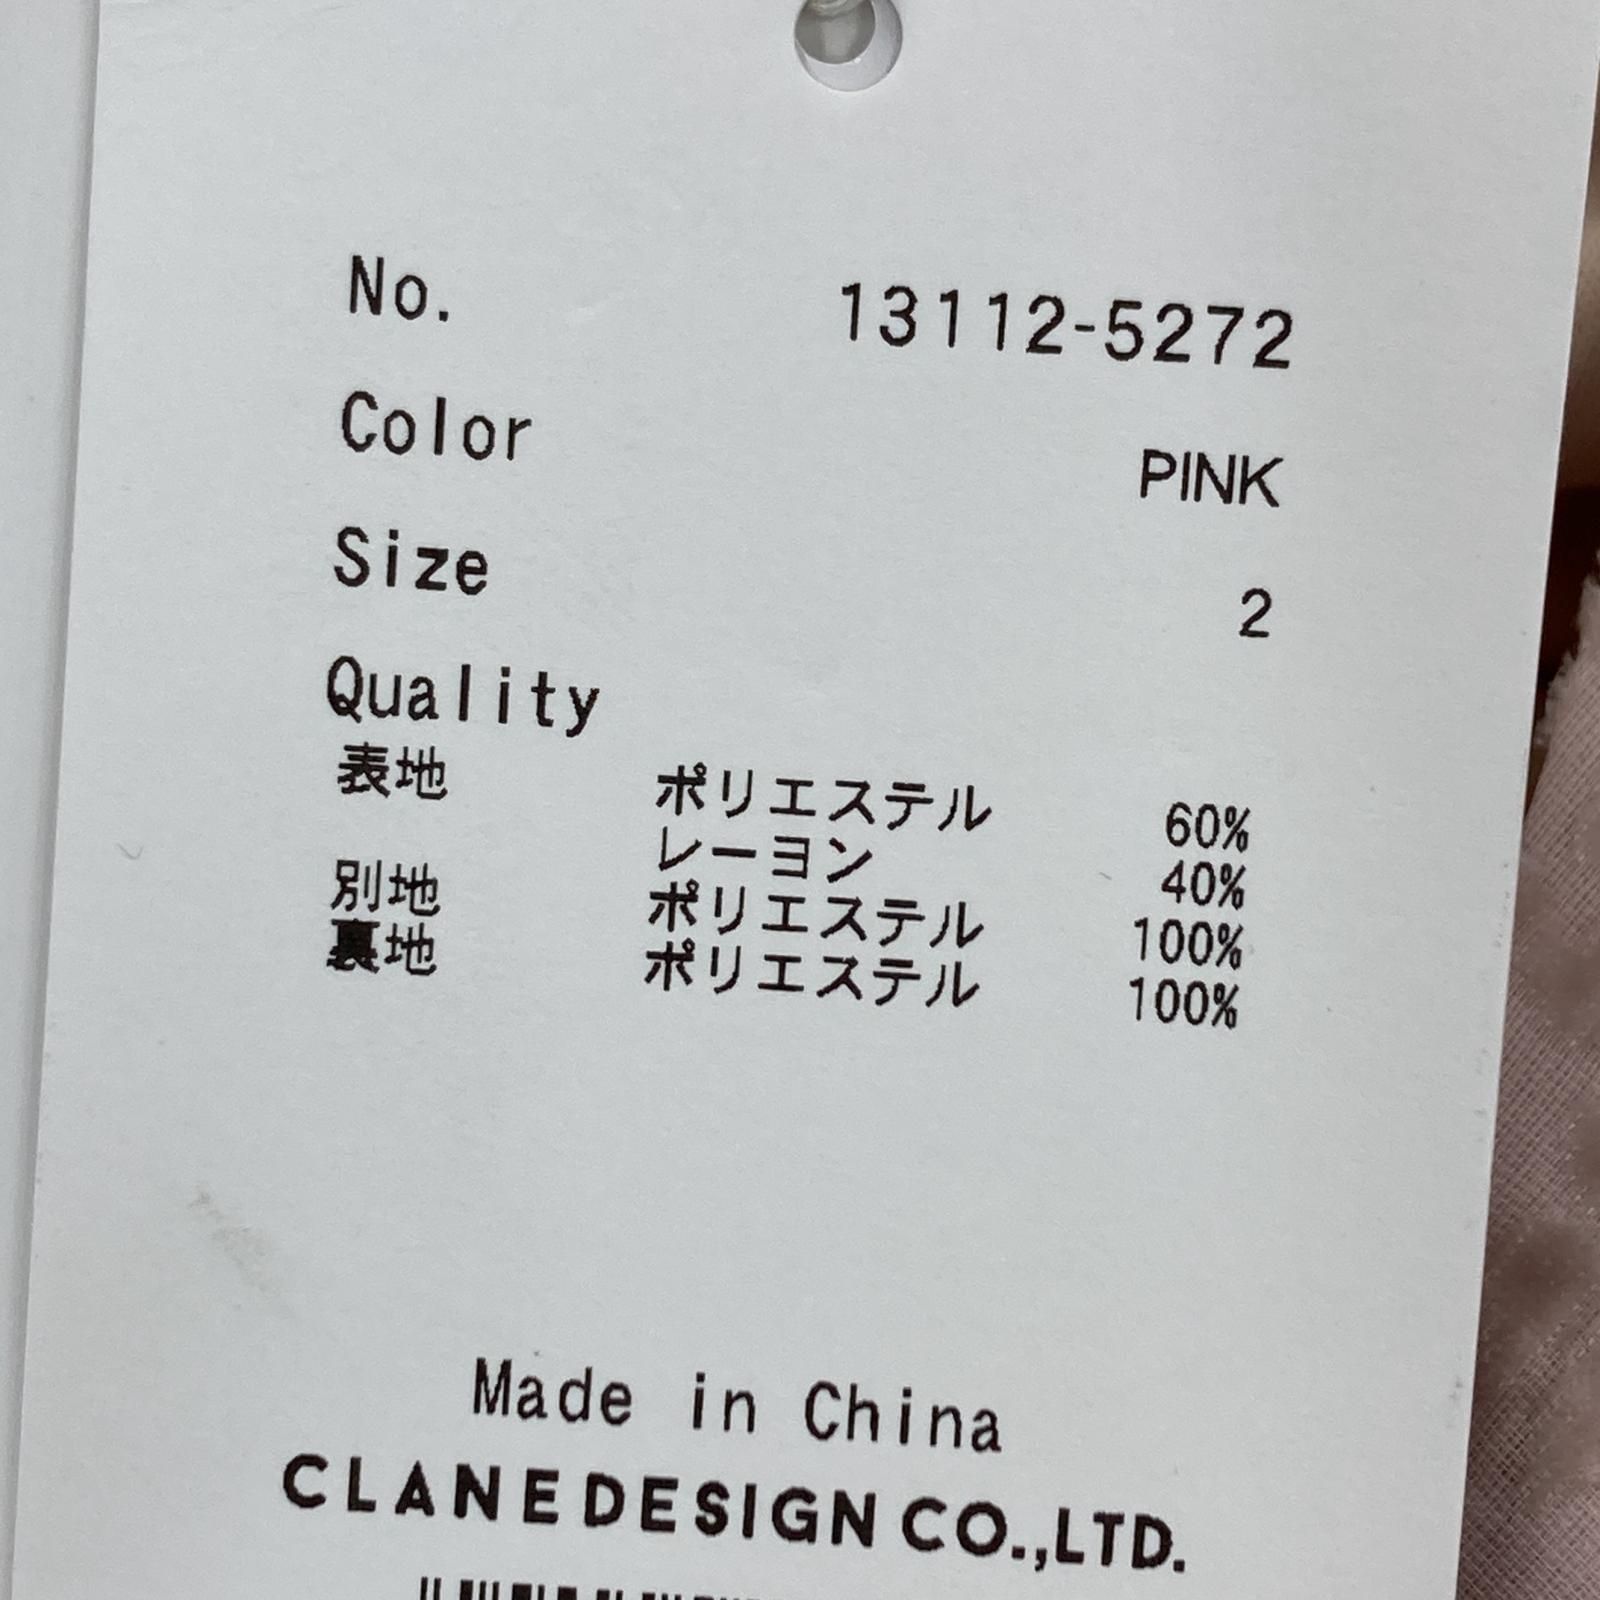 No. 13112-5272
Color PINK
Size 2
Quality
表地 ポリエステル 60%
レーヨン 40%
別地 ポリエステル 100%
裏地 ポリエステル 100%
Made in China
CLANE DESIGN CO.,LTD.